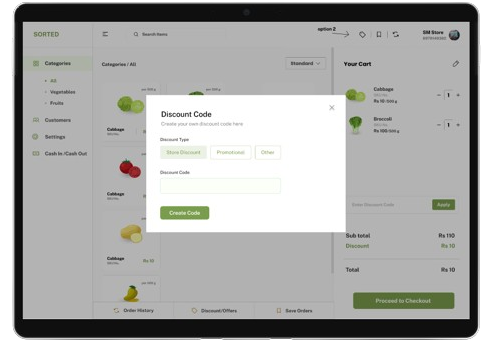 option 2
SORTED
Search Items
SM Store
Categories
All
Vegetables
Fruits
Customers
Settings
Cash In /Cash Out
Categories / All
Standard
Your Cart
Cabbage
Rs 10
Broccoli
Rs 100
1
1
Discount Code
Create your own discount code here
Discount Type
Store Discount
Promotional
Other
Discount Code
Create Code
Cabbage
Cabbage
Cabbage
Rs 10
Enter Discount Code
Apply
Sub total
Rs 110
Discount
Rs 10
Total
Rs 10
Proceed to Checkout
Order History
Discount/Offers
Save Orders